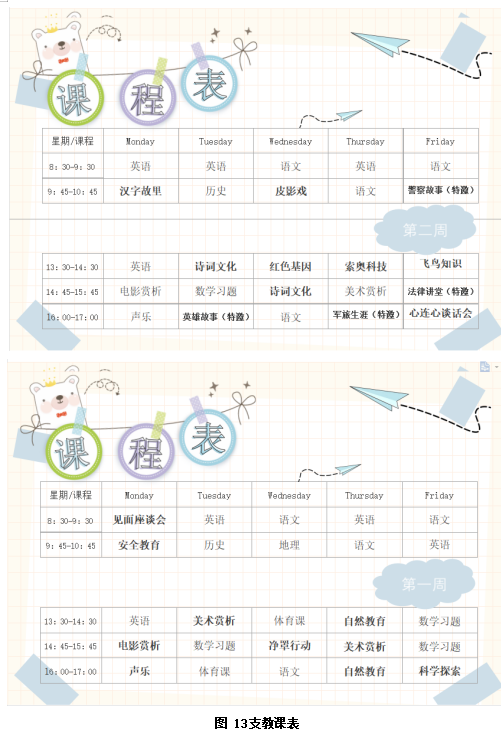 课程表
星期/课程 Monday Tuesday Wednesday Thursday Friday
8：30-9：30 英语 英语 语文 英语 语文
9：45-10：45 汉字故里 历史 皮影戏 语文 警察故事（特邀）
第二周
13：30-14：30 英语 诗词文化 红色基因 索奥科技 飞鸟知识
14：45-15：45 电影赏析 数学习题 诗词文化 美术赏析 法律讲堂（特邀）
16：00-17：00 声乐 英雄故事（特邀） 语文 军旅生涯（特邀） 心连心谈话会
课程表
星期/课程 Monday Tuesday Wednesday Thursday Friday
8：30-9：30 见面座谈会 英语 语文 英语 语文
9：45-10：45 安全教育 历史 地理 语文 英语
第一周
13：30-14：30 英语 美术赏析 体育课 自然教育 数学习题
14：45-15：45 电影赏析 数学习题 净罩行动 美术赏析 数学习题
16：00-17：00 声乐 体育课 语文 自然教育 科学探索
图 13支教课表